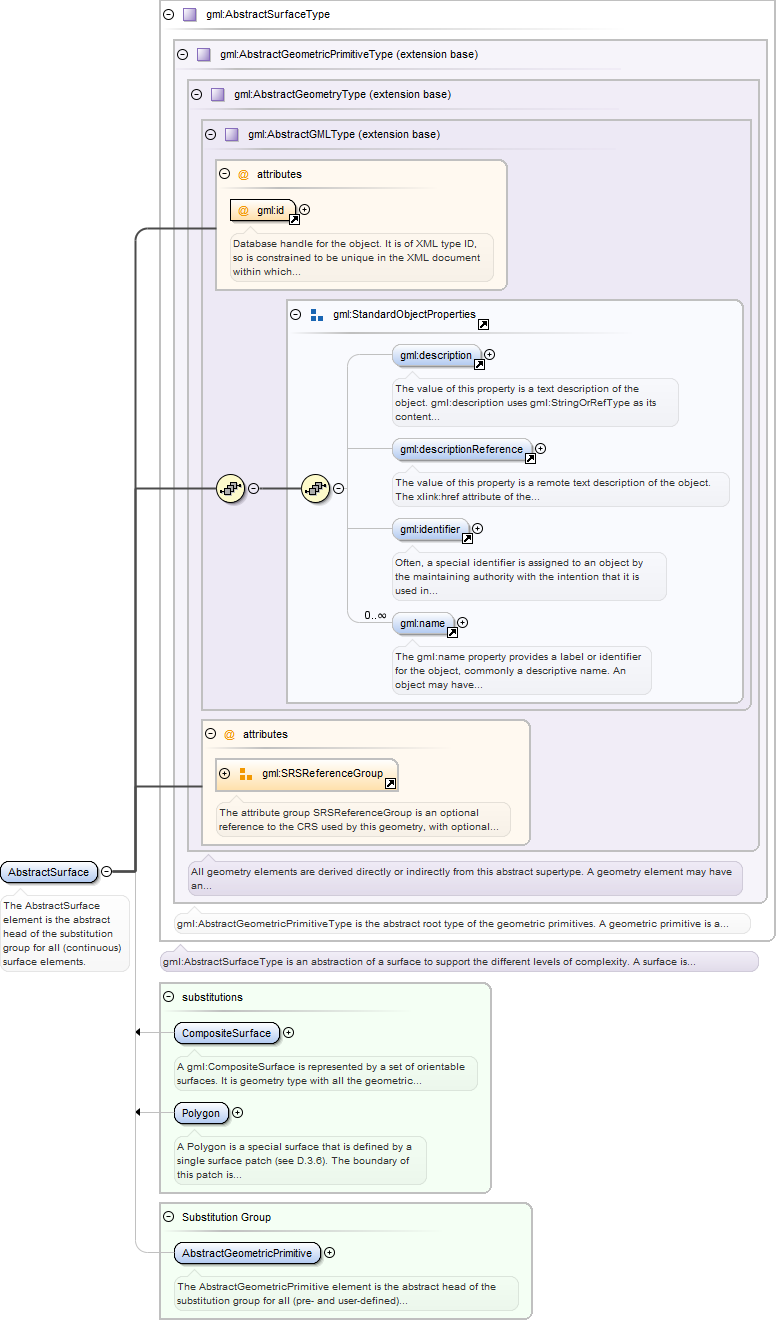 gml:AbstractSurfaceType
gml:AbstractGeometricPrimitiveType (extension base)
gml:AbstractGeometryType (extension base)
gml:AbstractGMLType (extension base)
@ attributes
@ gml:id
Database handle for the object. It is of XML type ID,
so is constrained to be unique in the XML document
within which...
gml:StandardObjectProperties
gml:description
The value of this property is a text description of the
object. gml:description uses gml:StringOrRefType as its
content...
gml:descriptionReference
The value of this property is a remote text description of the object.
The xlink:href attribute of the...
gml:identifier
Often, a special identifier is assigned to an object by
the maintaining authority with the intention that it is
used in...
0..∞
gml:name
The gml:name property provides a label or identifier
for the object, commonly a descriptive name. An
object may have...
@ attributes
gml:SRSReferenceGroup
The attribute group SRSReferenceGroup is an optional
reference to the CRS used by this geometry, with optional...
All geometry elements are derived directly or indirectly from this abstract supertype. A geometry element may have
an...
gml:AbstractGeometricPrimitiveType is the abstract root type of the geometric primitives. A geometric primitive is a...
gml:AbstractSurfaceType is an abstraction of a surface to support the different levels of complexity. A surface is...
AbstractSurface
The AbstractSurface
element is the abstract
head of the substitution
group for all (continuous)
surface elements.
substitutions
CompositeSurface
A gml:CompositeSurface is represented by a set of orientable
surfaces. It is geometry type with all the geometric...
Polygon
A Polygon is a special surface that is defined by a
single surface patch (see D.3.6). The boundary of
this patch is...
Substitution Group
AbstractGeometricPrimitive
The AbstractGeometricPrimitive element is the abstract head of the
substitution group for all (pre- and user-defined)...